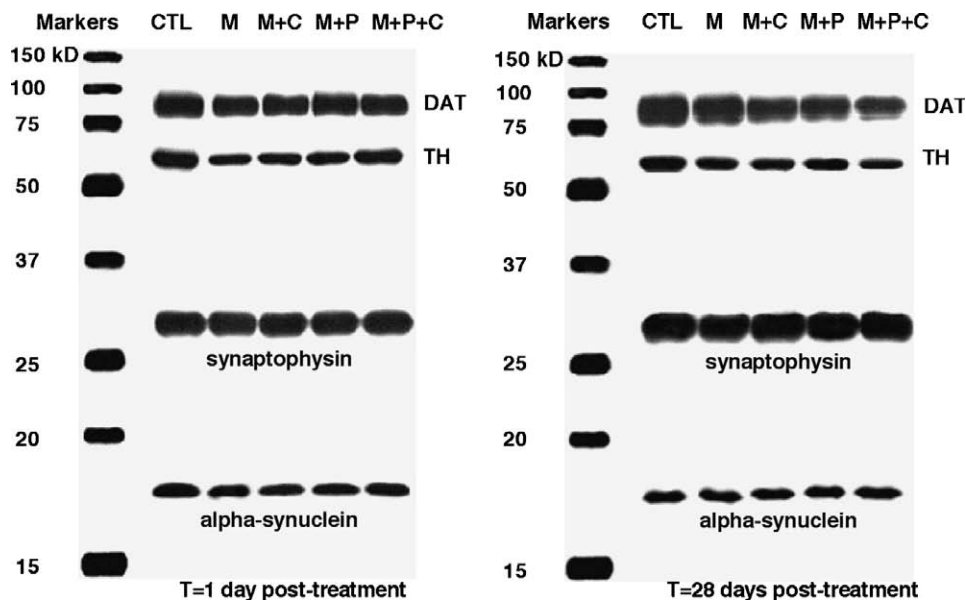 Markers CTL M M+C M+P M+P+C
150 kD
100
DAT
75
TH
50
37
synaptophysin
25
20
alpha-synuclein
15
T=1 day post-treatment
Markers CTL M M+C M+P M+P+C
150 kD
100
DAT
75
TH
50
37
synaptophysin
25
20
alpha-synuclein
15
T=28 days post-treatment